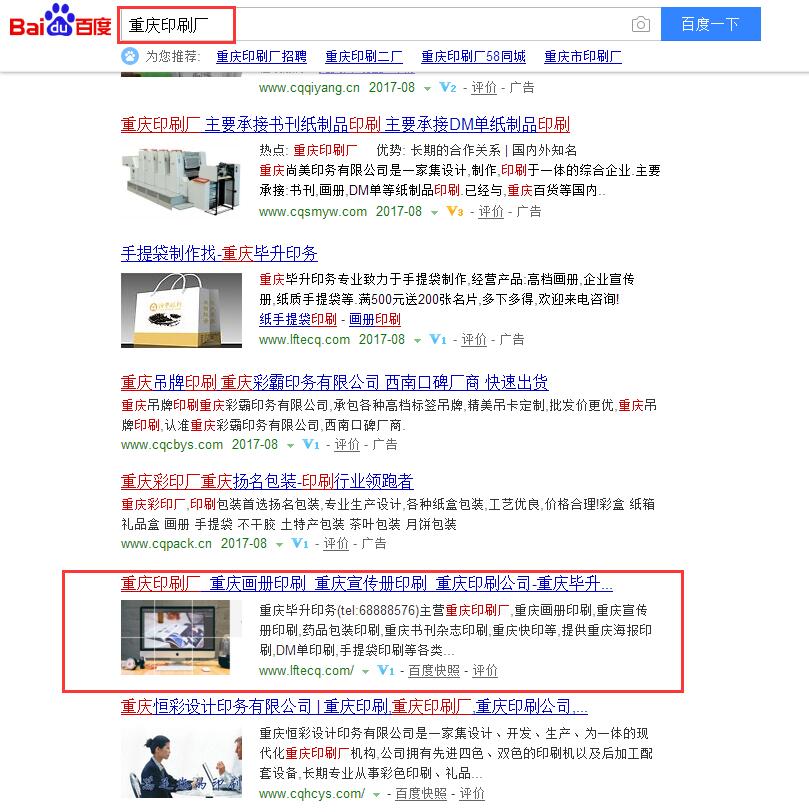 Bai du 百度
重庆印刷厂
百度一下
为您推荐: 重庆印刷厂招聘 重庆印刷二厂 重庆印刷厂58同城 重庆市印刷厂
www.cqqiyang.cn 2017-08 V2 - 评价 - 广告
重庆印刷厂 主要承接书刊纸制品印刷 主要承接DM单纸制品印刷
热点: 重庆印刷厂 优势: 长期的合作关系 | 国内外知名
重庆尚美印务有限公司是一家集设计,制作,印刷于一体的综合企业.主要
承接:书刊,画册,DM单等纸制品印刷.已经与,重庆百货等国内..
www.cqsmyw.com 2017-08 V3 - 评价 - 广告
手提袋制作找-重庆毕升印务
重庆毕升印务专业致力于手提袋制作,经营产品:高档画册,企业宣传
册,纸质手提袋等.满500元送200张名片,多下多得,欢迎来电咨询!
纸手提袋印刷 - 画册印刷
www.lftecq.com 2017-08 V1 - 评价 - 广告
重庆吊牌印刷 重庆彩霸印务有限公司 西南口碑厂商 快速出货
重庆吊牌印刷重庆彩霸印务有限公司,承包各种高档标签吊牌,精美吊卡定制,批发价更优,重庆吊
牌印刷,认准重庆彩霸印务有限公司,西南口碑厂商.
www.cqcbys.com 2017-08 V1 - 评价 - 广告
重庆彩印厂重庆扬名包装-印刷行业领跑者
重庆彩印厂,印刷包装首选扬名包装,专业生产设计,各种纸盒包装,工艺优良,价格合理!彩盒 纸箱
礼品盒 画册 手提袋 不干胶 土特产包装 茶叶包装 月饼包装
www.cqpack.cn 2017-08 V1 - 评价 - 广告
重庆印刷厂_重庆画册印刷_重庆宣传册印刷_重庆印刷公司-重庆毕升...
重庆毕升印务(tel:68888576)主营重庆印刷厂,重庆画册印刷,重庆宣传
册印刷,药品包装印刷,重庆书刊杂志印刷,重庆快印等,提供重庆海报印
刷,DM单印刷,手提袋印刷等各类...
www.lftecq.com/ V1 - 百度快照 - 评价
重庆恒彩设计印务有限公司 | 重庆印刷,重庆印刷厂,重庆印刷公司,...
重庆恒彩设计印务有限公司是一家集设计、开发、生产、为一体的现
代化重庆印刷厂机构,公司拥有先进四色、双色的印刷机以及后加工配
套设备,长期专业从事彩色印刷、礼品...
www.cqhcys.com/ - 百度快照 - 评价